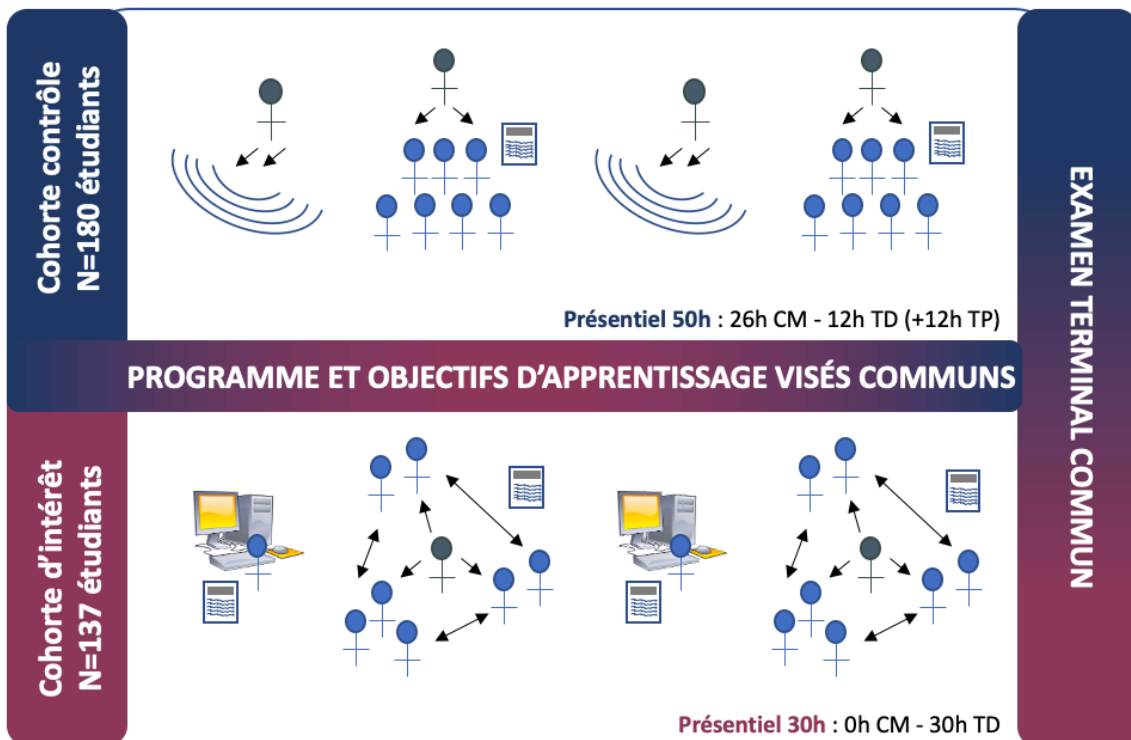 Cohorte contrôle
N=180 étudiants
Présentiel 50h : 26h CM - 12h TD (+12h TP)
PROGRAMME ET OBJECTIFS D’APPRENTISSAGE VISÉS COMMUNS
Cohorte d’intérêt
N=137 étudiants
Présentiel 30h : 0h CM - 30h TD
EXAMEN TERMINAL COMMUN